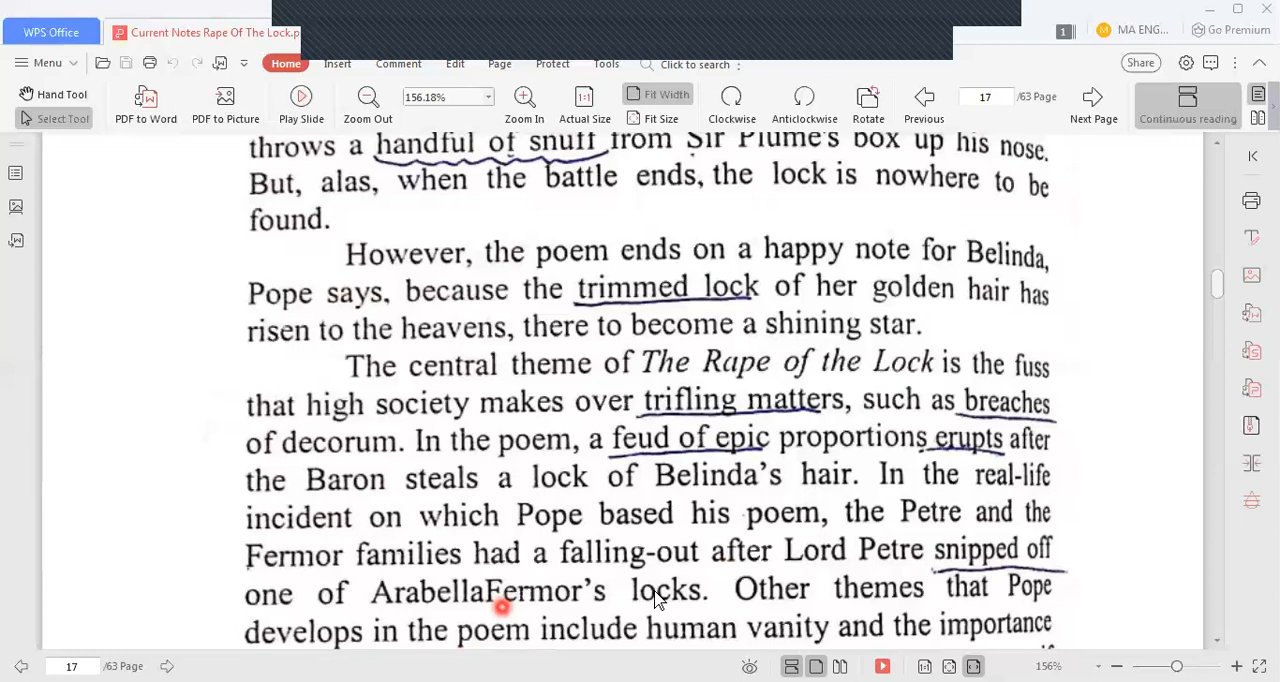 WPS Office
Current Notes Rape Of The Lock.p
1
MA ENG...
Go Premium
Menu
Home
Insert
Comment
Edit
Page
Protect
Tools
Click to search
Share
Hand Tool
Select Tool
PDF to Word
PDF to Picture
Play Slide
Zoom Out
156.18%
Zoom In
1:1
Actual Size
Fit Width
Fit Size
Clockwise
Anticlockwise
Rotate
Previous
17
/63 Page
Next Page
Continuous reading
throws a handful of snuff from Sir Plume's box up his nose.
But, alas, when the battle ends, the lock is nowhere to be
found.
However, the poem ends on a happy note for Belinda,
Pope says, because the trimmed lock of her golden hair has
risen to the heavens, there to become a shining star.
The central theme of The Rape of the Lock is the fuss
that high society makes over trifling matters, such as breaches
of decorum. In the poem, a feud of epic proportions erupts after
the Baron steals a lock of Belinda's hair. In the real-life
incident on which Pope based his poem, the Petre and the
Fermor families had a falling-out after Lord Petre snipped off
one of ArabellaFermor's locks. Other themes that Pope
develops in the poem include human vanity and the importance
17
/63 Page
156%